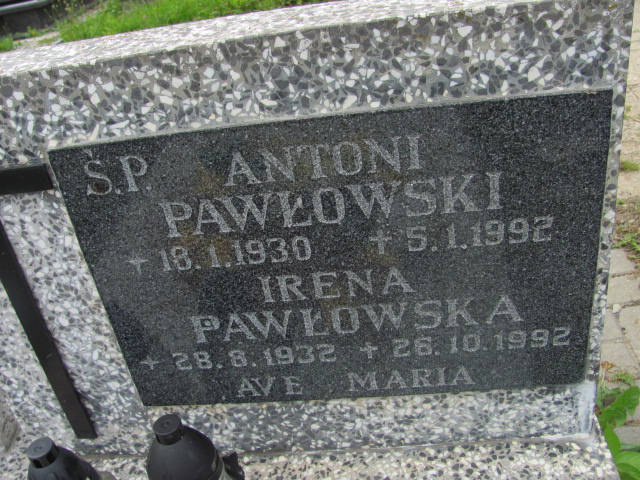 Ś.P. ANTONI
PAWŁOWSKI
+ 18.1.1930 + 5.1.1992
IRENA
PAWŁOWSKA
+ 28.8.1932 + 26.10.1992
AVE MARIA